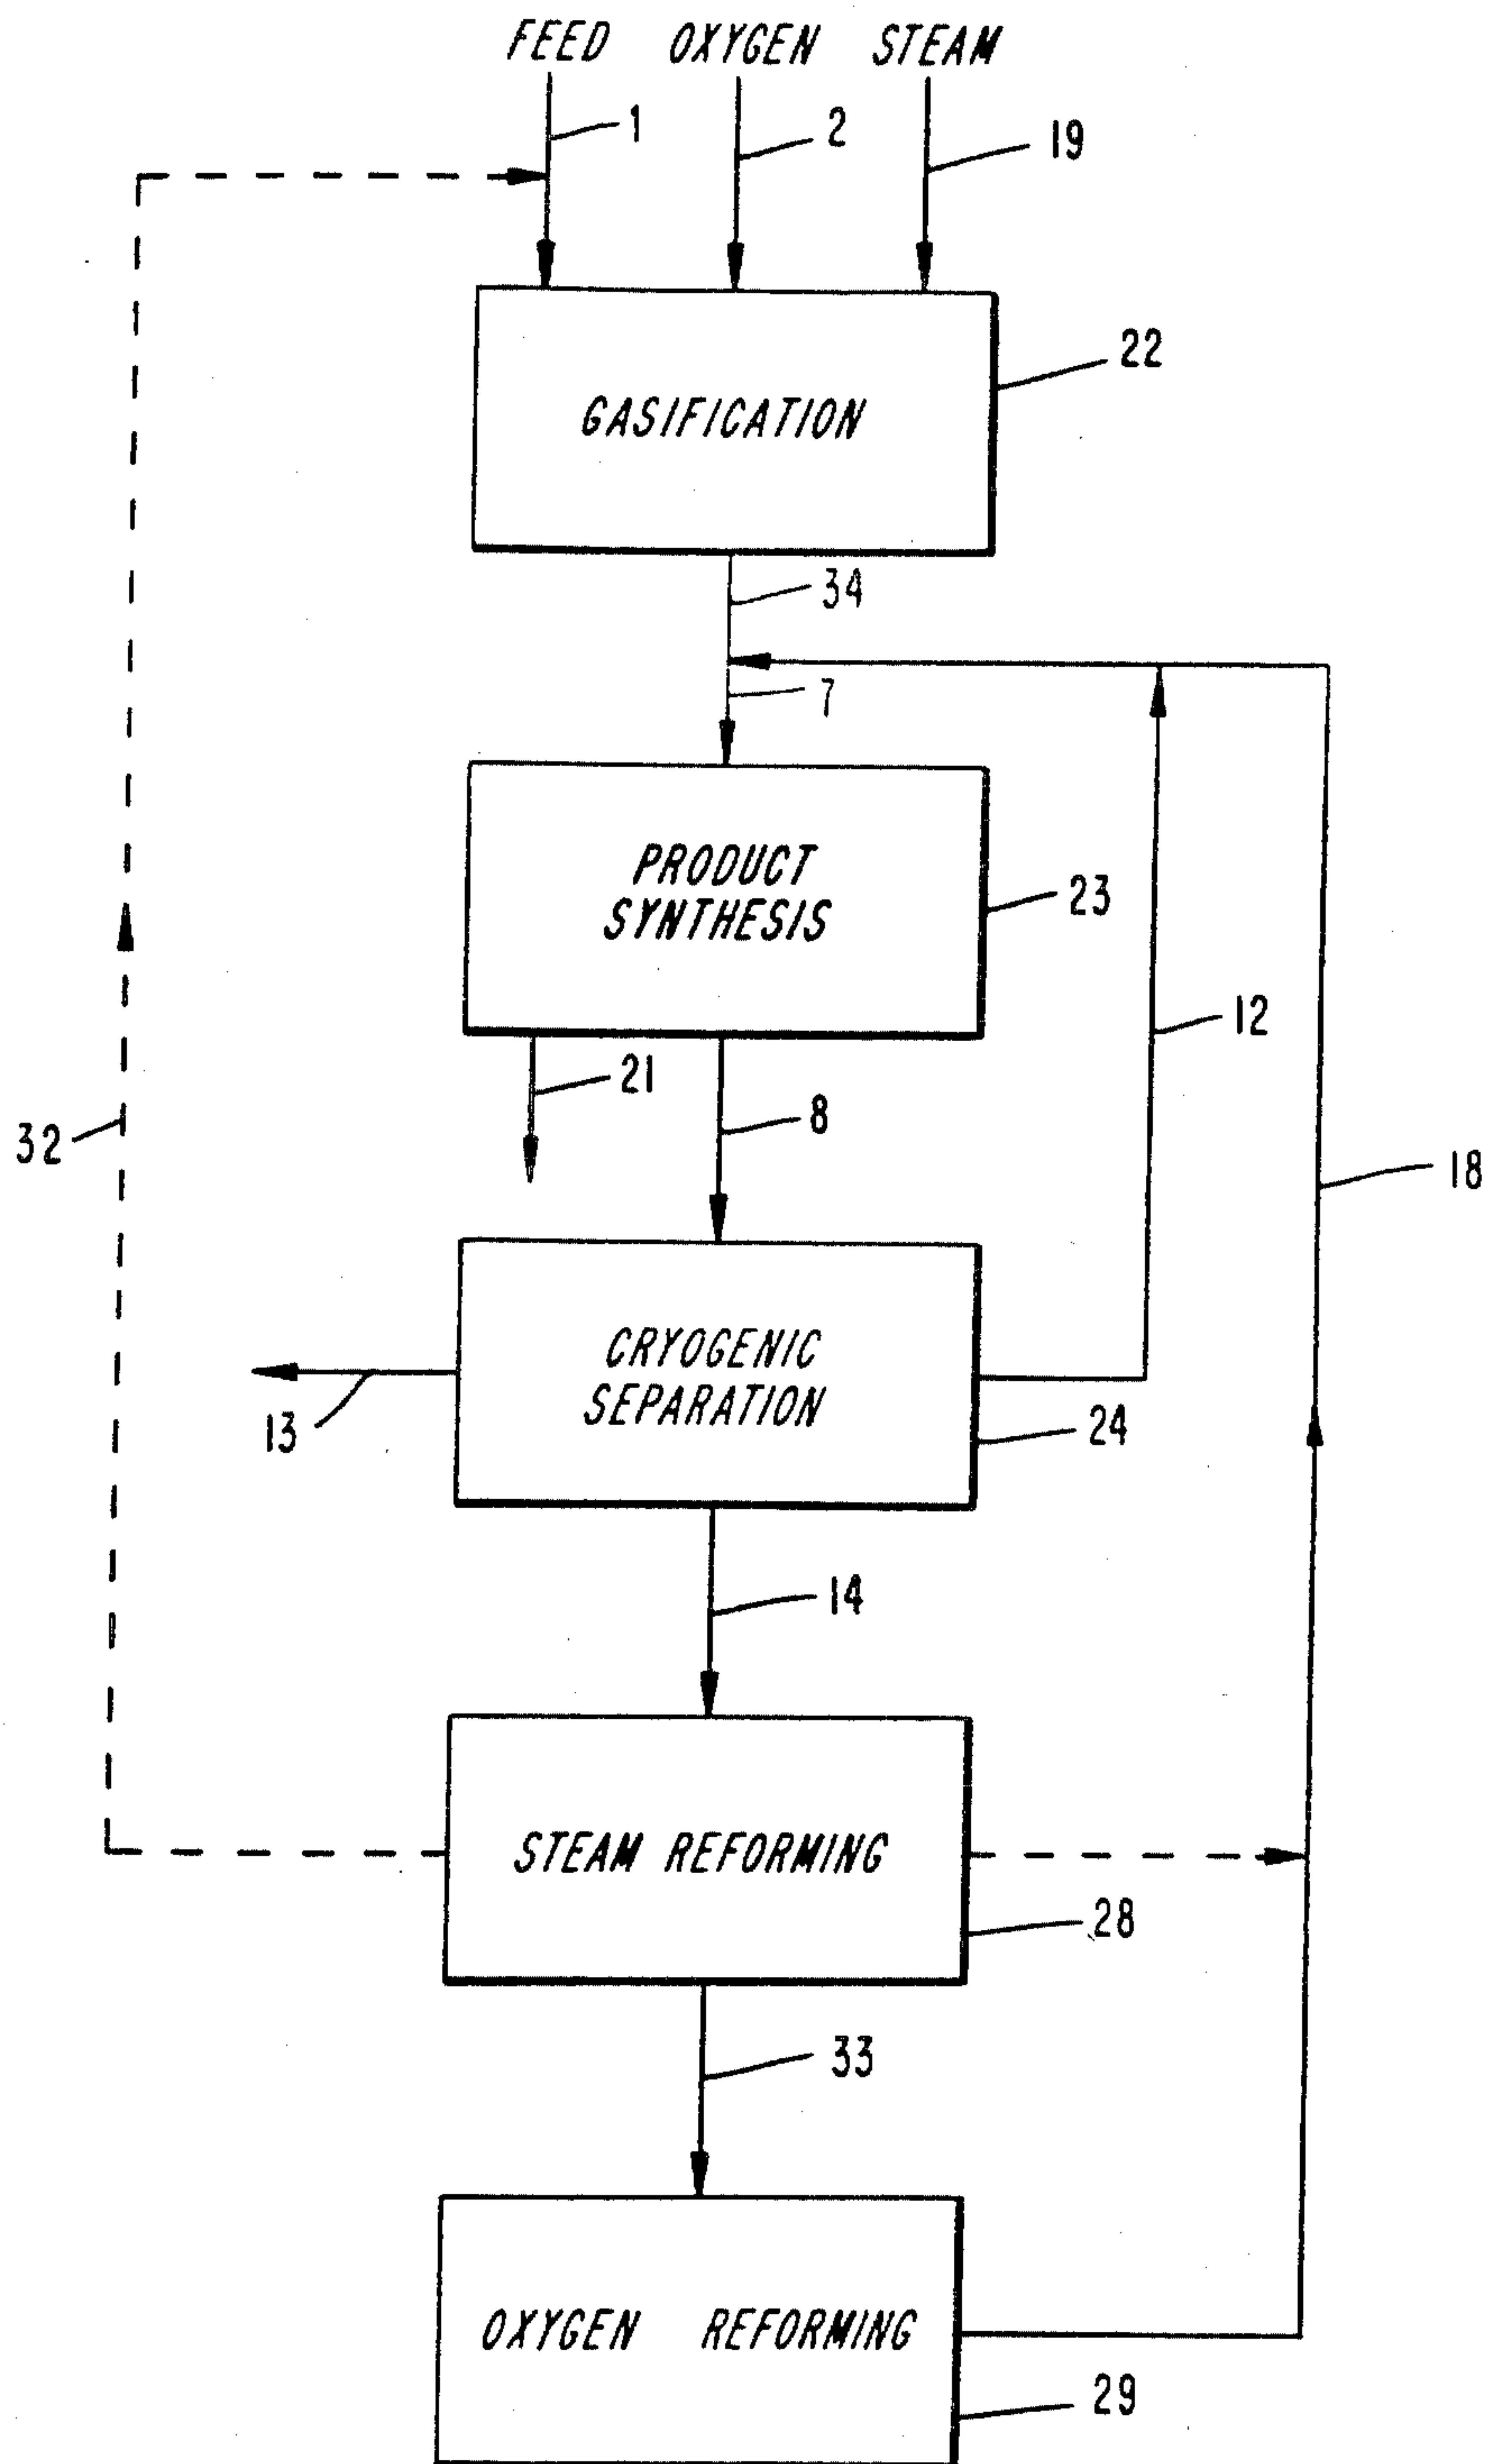 FEED OXYGEN STEAM
1
2
19
22
GASIFICATION
34
7
PRODUCT
SYNTHESIS
23
12
21
8
32
18
CRYOGENIC
SEPARATION
13
24
14
STEAM REFORMING
28
33
OXYGEN REFORMING
29